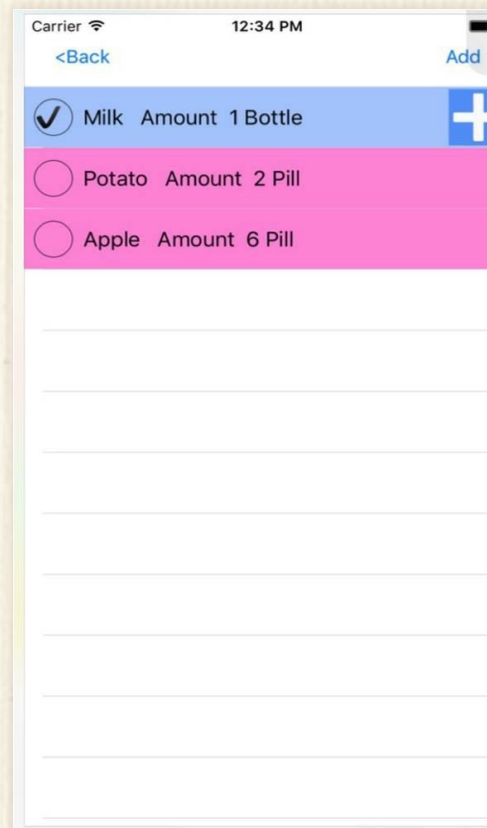 Carrier 12:34 PM
<Back Add
Milk Amount 1 Bottle
Potato Amount 2 Pill
Apple Amount 6 Pill